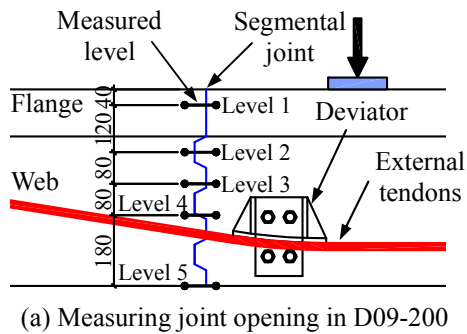 Measured level
Segmental joint
40
Flange
Level 1
Deviator
120
Level 2
80
External tendons
Web
Level 3
80
Level 4
80
180
Level 5
(a) Measuring joint opening in D09-200